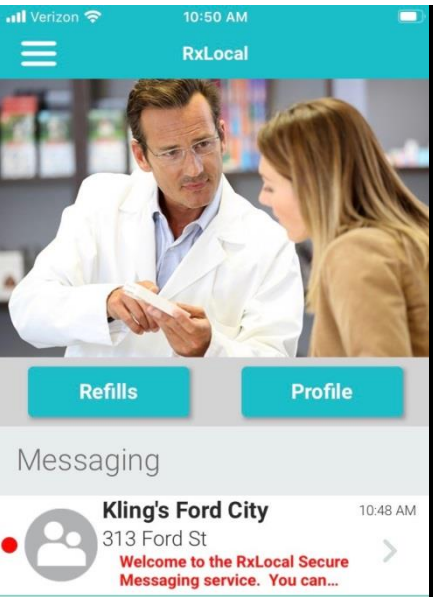 Verizon
10:50 AM
RxLocal
Refills
Profile
Messaging
Kling's Ford City
10:48 AM
313 Ford St
Welcome to the RxLocal Secure
Messaging service. You can...